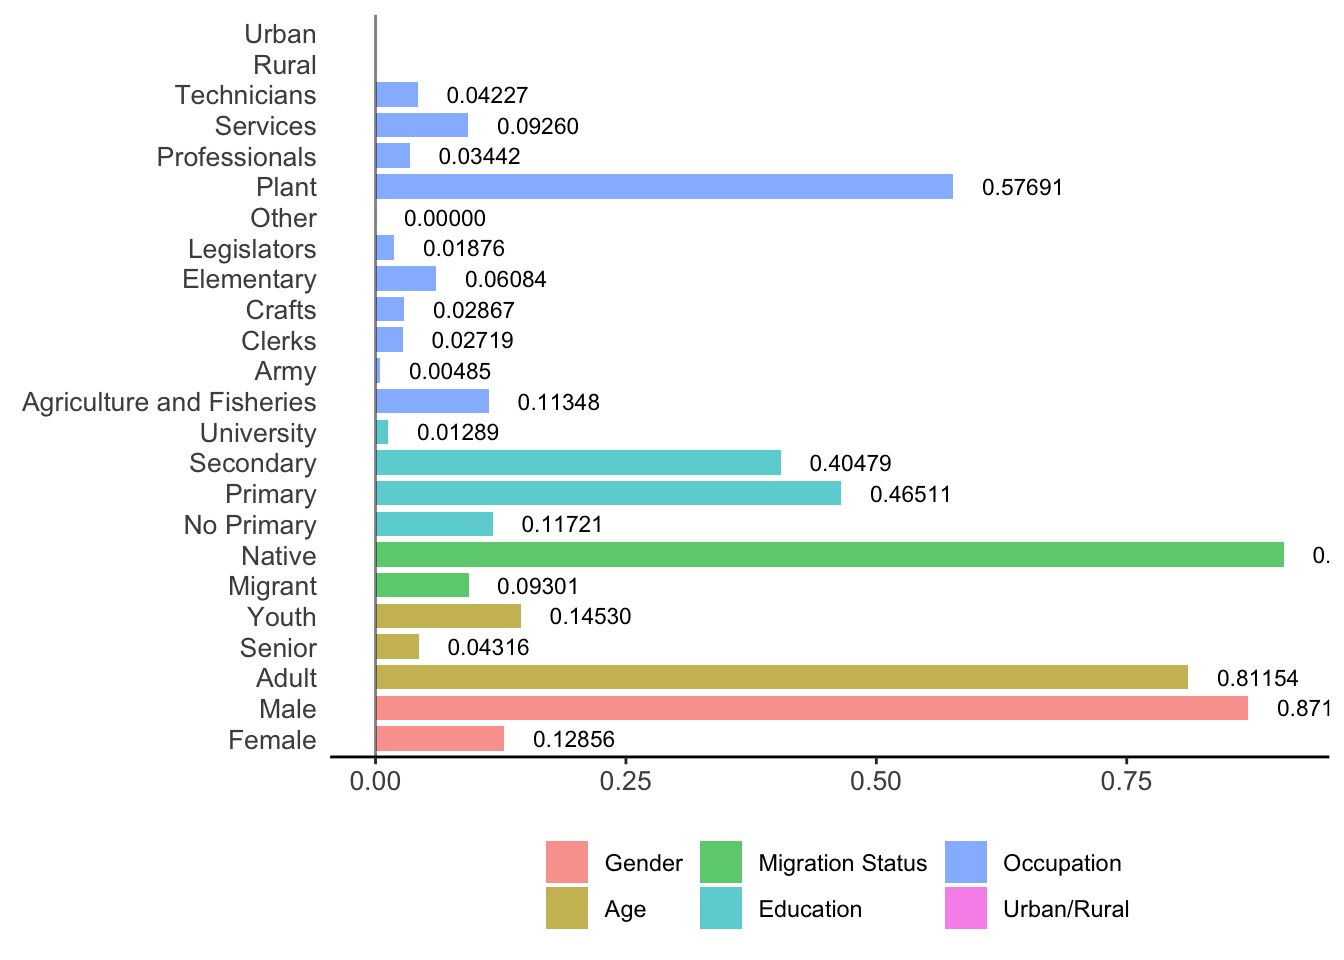 Urban
Rural
Technicians 0.04227
Services 0.09260
Professionals 0.03442
Plant 0.57691
Other 0.00000
Legislators 0.01876
Elementary 0.06084
Crafts 0.02867
Clerks 0.02719
Army 0.00485
Agriculture and Fisheries 0.11348
University 0.01289
Secondary 0.40479
Primary 0.46511
No Primary 0.11721
Native 0.
Migrant 0.09301
Youth 0.14530
Senior 0.04316
Adult 0.81154
Male 0.871
Female 0.12856
0.00 0.25 0.50 0.75
Gender Migration Status Occupation
Age Education Urban/Rural